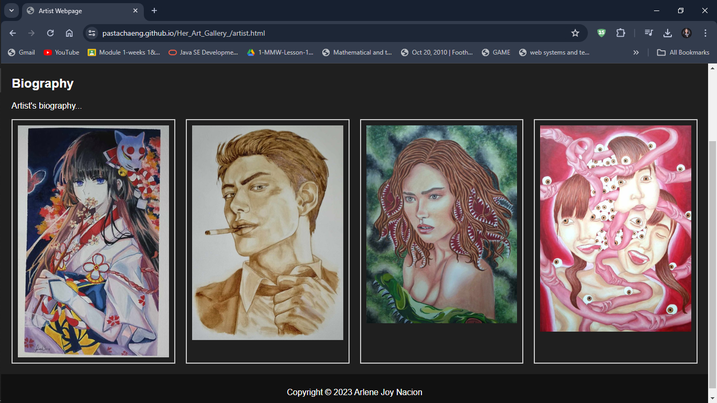 Artist Webpage
pastachaeng.github.io/Her_Art_Gallery_/artist.html
Gmail
YouTube
Module 1-weeks 1&...
Java SE Developme...
1-MMW-Lesson-1...
Mathematical and t...
Oct 20, 2010 | Footh...
GAME
web systems and te...
All Bookmarks
Biography
Artist's biography...
Copyright © 2023 Arlene Joy Nacion